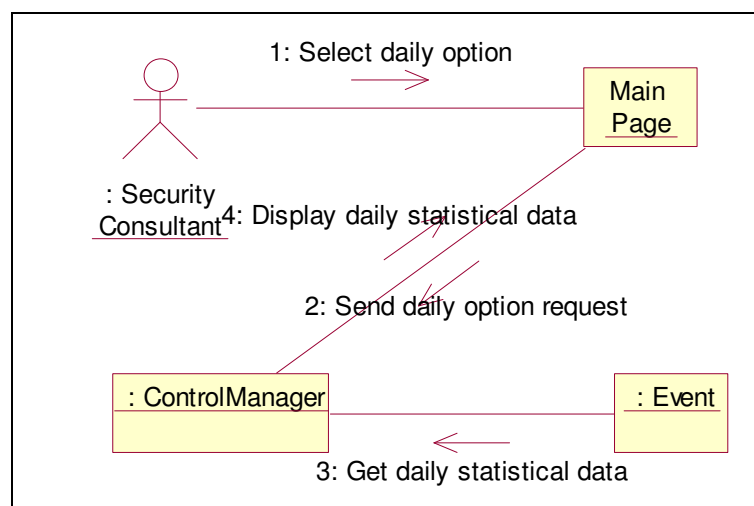 1: Select daily option
Main
Page
: Security
Consultant
4: Display daily statistical data
2: Send daily option request
: ControlManager
: Event
3: Get daily statistical data